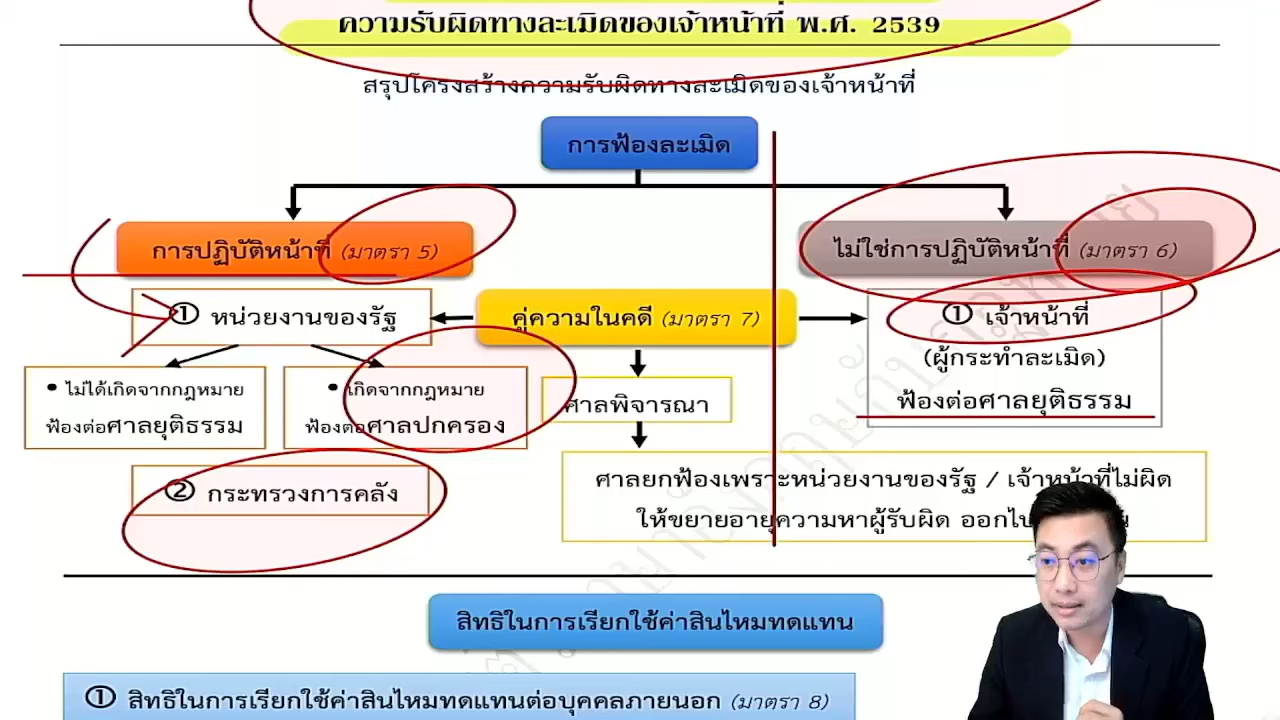 ความรับผิดทางละเมิดของเจ้าหน้าที่ พ.ศ. 2539
สรุปโครงสร้างความรับผิดทางละเมิดของเจ้าหน้าที่
การฟ้องละเมิด
การปฏิบัติหน้าที่ (มาตรา 5)
ไม่ใช่การปฏิบัติหน้าที่ (มาตรา 6)
① หน่วยงานของรัฐ
คู่ความในคดี (มาตรา 7)
① เจ้าหน้าที่
(ผู้กระทำละเมิด)
ฟ้องต่อศาลยุติธรรม
• ไม่ได้เกิดจากกฎหมาย
ฟ้องต่อศาลยุติธรรม
• เกิดจากกฎหมาย
ฟ้องต่อศาลปกครอง
ศาลพิจารณา
② กระทรวงการคลัง
ศาลยกฟ้องเพราะหน่วยงานของรัฐ / เจ้าหน้าที่ไม่ผิด
ให้ขยายอายุความหาผู้รับผิด ออกไป
สิทธิในการเรียกใช้ค่าสินไหมทดแทน
① สิทธิในการเรียกใช้ค่าสินไหมทดแทนต่อบุคคลภายนอก (มาตรา 8)